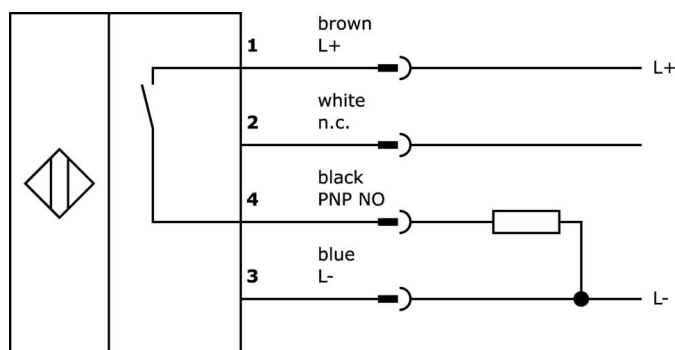 brown
1 L+
L+
white
2 n.c.
black
4 PNP NO
blue
3 L-
L-